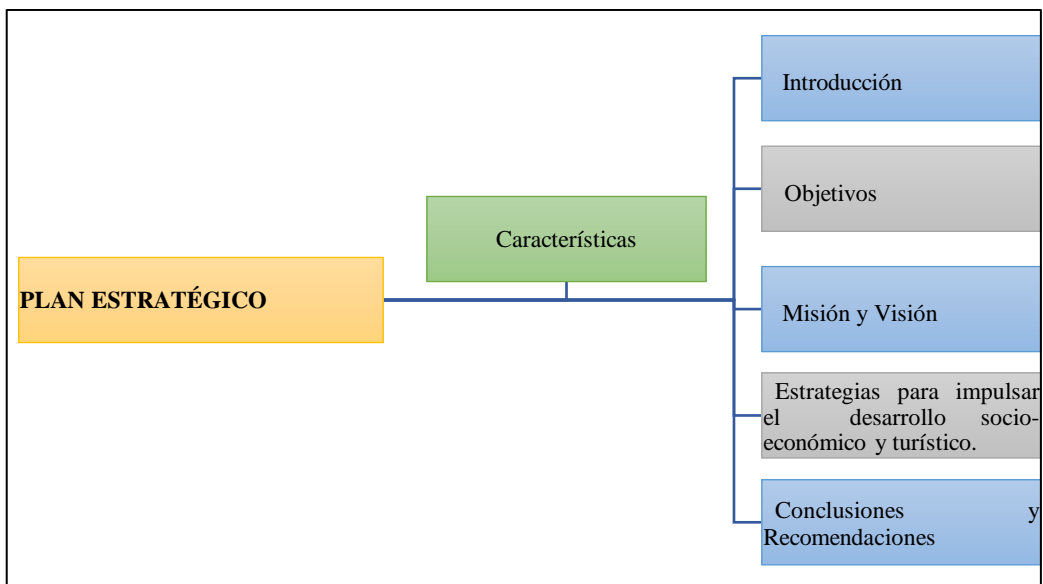 PLAN ESTRATÉGICO
Características
Introducción
Objetivos
Misión y Visión
Estrategias para impulsar
el desarrollo socio-
económico y turístico.
Conclusiones y
Recomendaciones